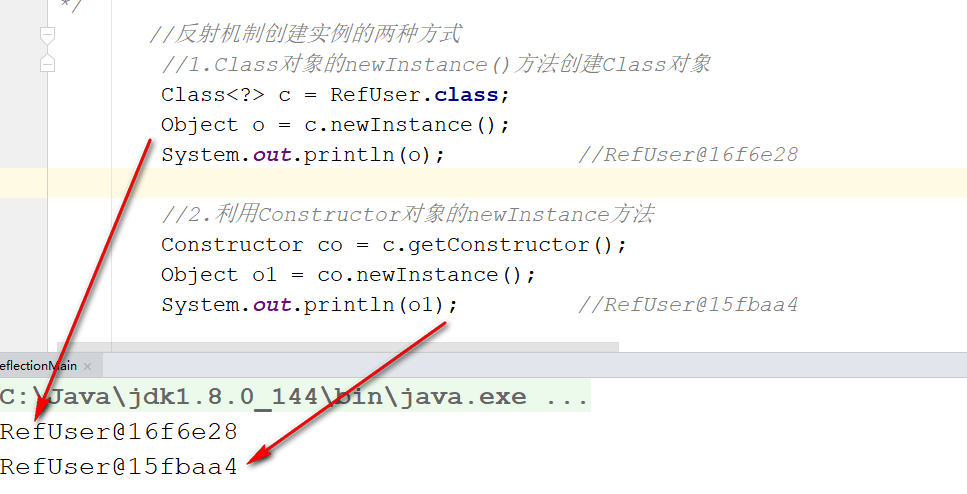 */
//反射机制创建实例的两种方式
//1.Class对象的newInstance()方法创建Class对象
Class<?> c = RefUser.class;
Object o = c.newInstance();
System.out.println(o); //RefUser@16f6e28
//2.利用Constructor对象的newInstance方法
Constructor co = c.getConstructor();
Object o1 = co.newInstance();
System.out.println(o1); //RefUser@15fbaa4
eflectionMain ×
C:\Java\jdk1.8.0_144\bin\java.exe ...
RefUser@16f6e28
RefUser@15fbaa4